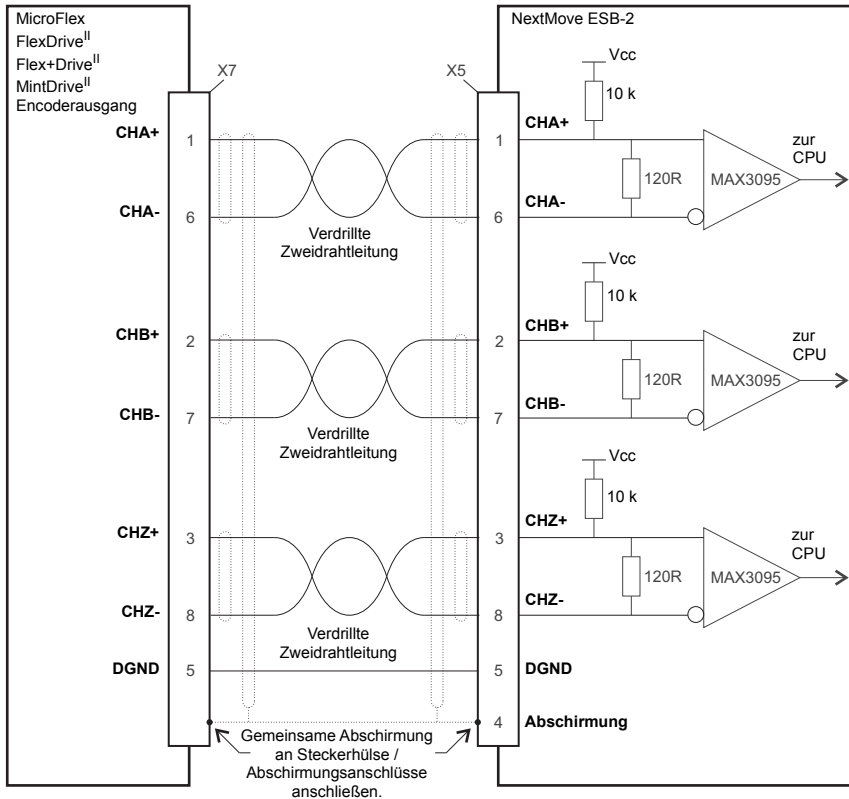 MicroFlex
FlexDrive^II
Flex+Drive^II
MintDrive^II
Encoderausgang
X7
X5
NextMove ESB-2
CHA+
1
1
CHA+
Vcc
10 k
120R
MAX3095
zur
CPU
CHA-
6
6
CHA-
Verdrillte
Zweidrahtleitung
CHB+
2
2
CHB+
Vcc
10 k
120R
MAX3095
zur
CPU
CHB-
7
7
CHB-
Verdrillte
Zweidrahtleitung
CHZ+
3
3
CHZ+
Vcc
10 k
120R
MAX3095
zur
CPU
CHZ-
8
8
CHZ-
Verdrillte
Zweidrahtleitung
DGND
5
5
DGND
4
Abschirmung
Gemeinsame Abschirmung
an Steckerhülse /
Abschirmungsanschlüsse
anschließen.